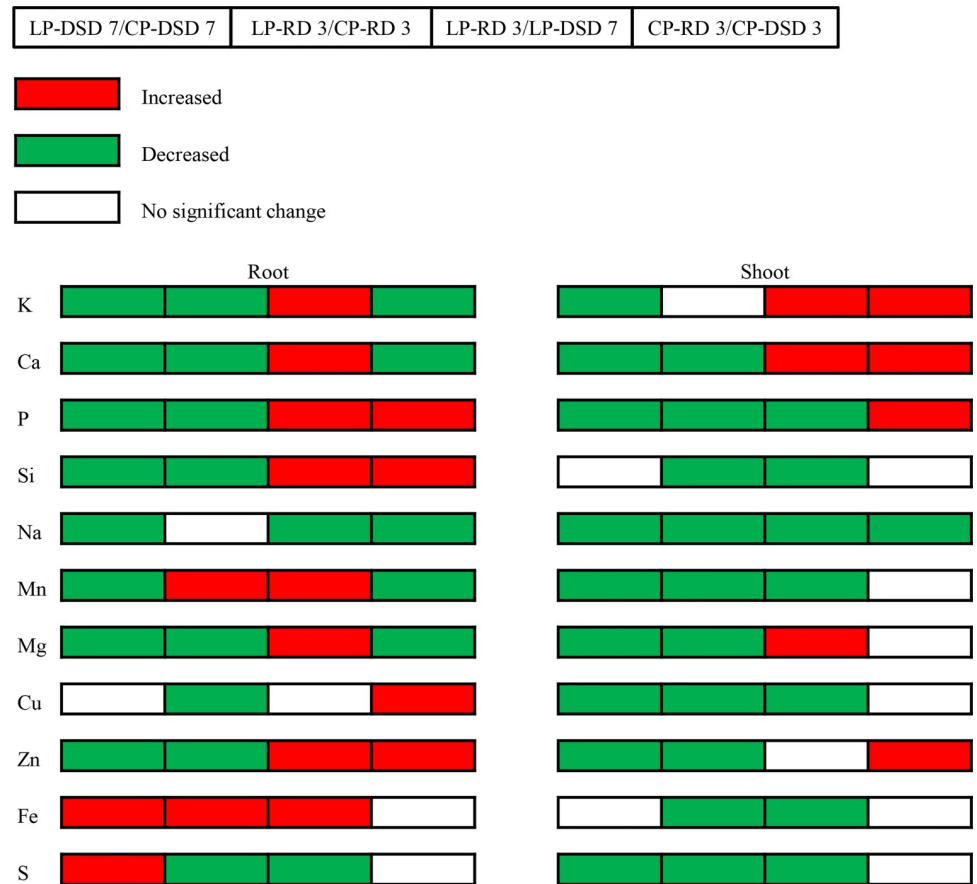 LP-DSD 7/CP-DSD 7 LP-RD 3/CP-RD 3 LP-RD 3/LP-DSD 7 CP-RD 3/CP-DSD 3
Increased
Decreased
No significant change
Root Shoot
K
Ca
P
Si
Na
Mn
Mg
Cu
Zn
Fe
S